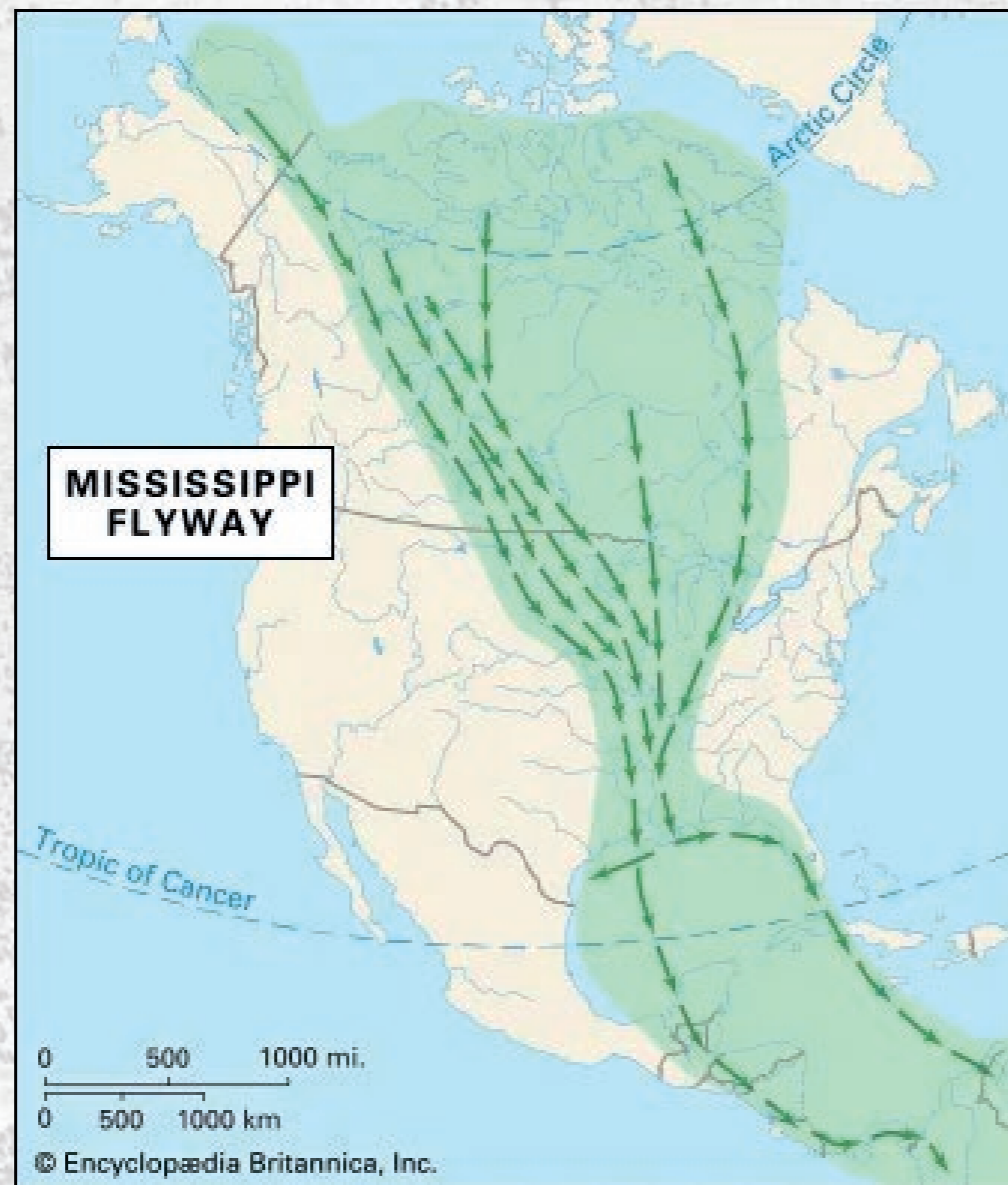 Arctic Circle
MISSISSIPPI
FLYWAY
Tropic of Cancer
0 500 1000 mi.
0 500 1000 km
© Encyclopædia Britannica, Inc.